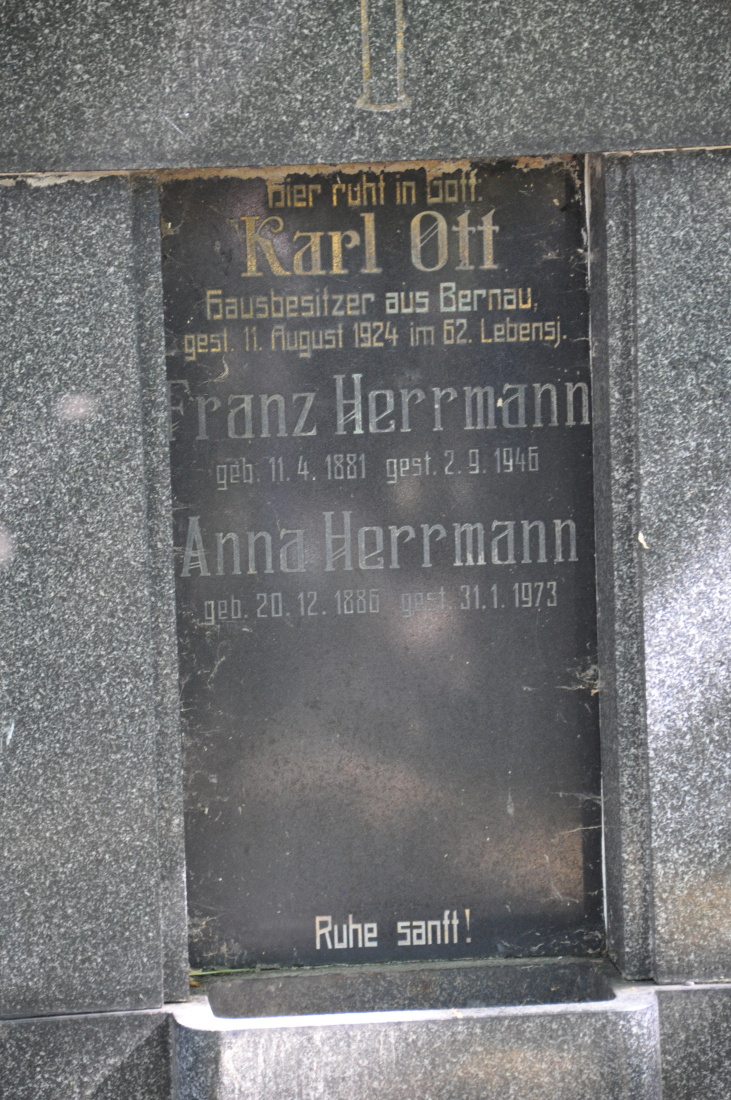 Hier ruht in Gott
Karl Ott
Hausbesitzer aus Bernau,
gest. 11. August 1924 im 62. Lebensj.
Franz Herrmann
geb. 11. 4. 1881 gest. 2. 9. 1946
Anna Herrmann
geb. 20. 12. 1886 gest. 31. 1. 1973
Ruhe sanft!